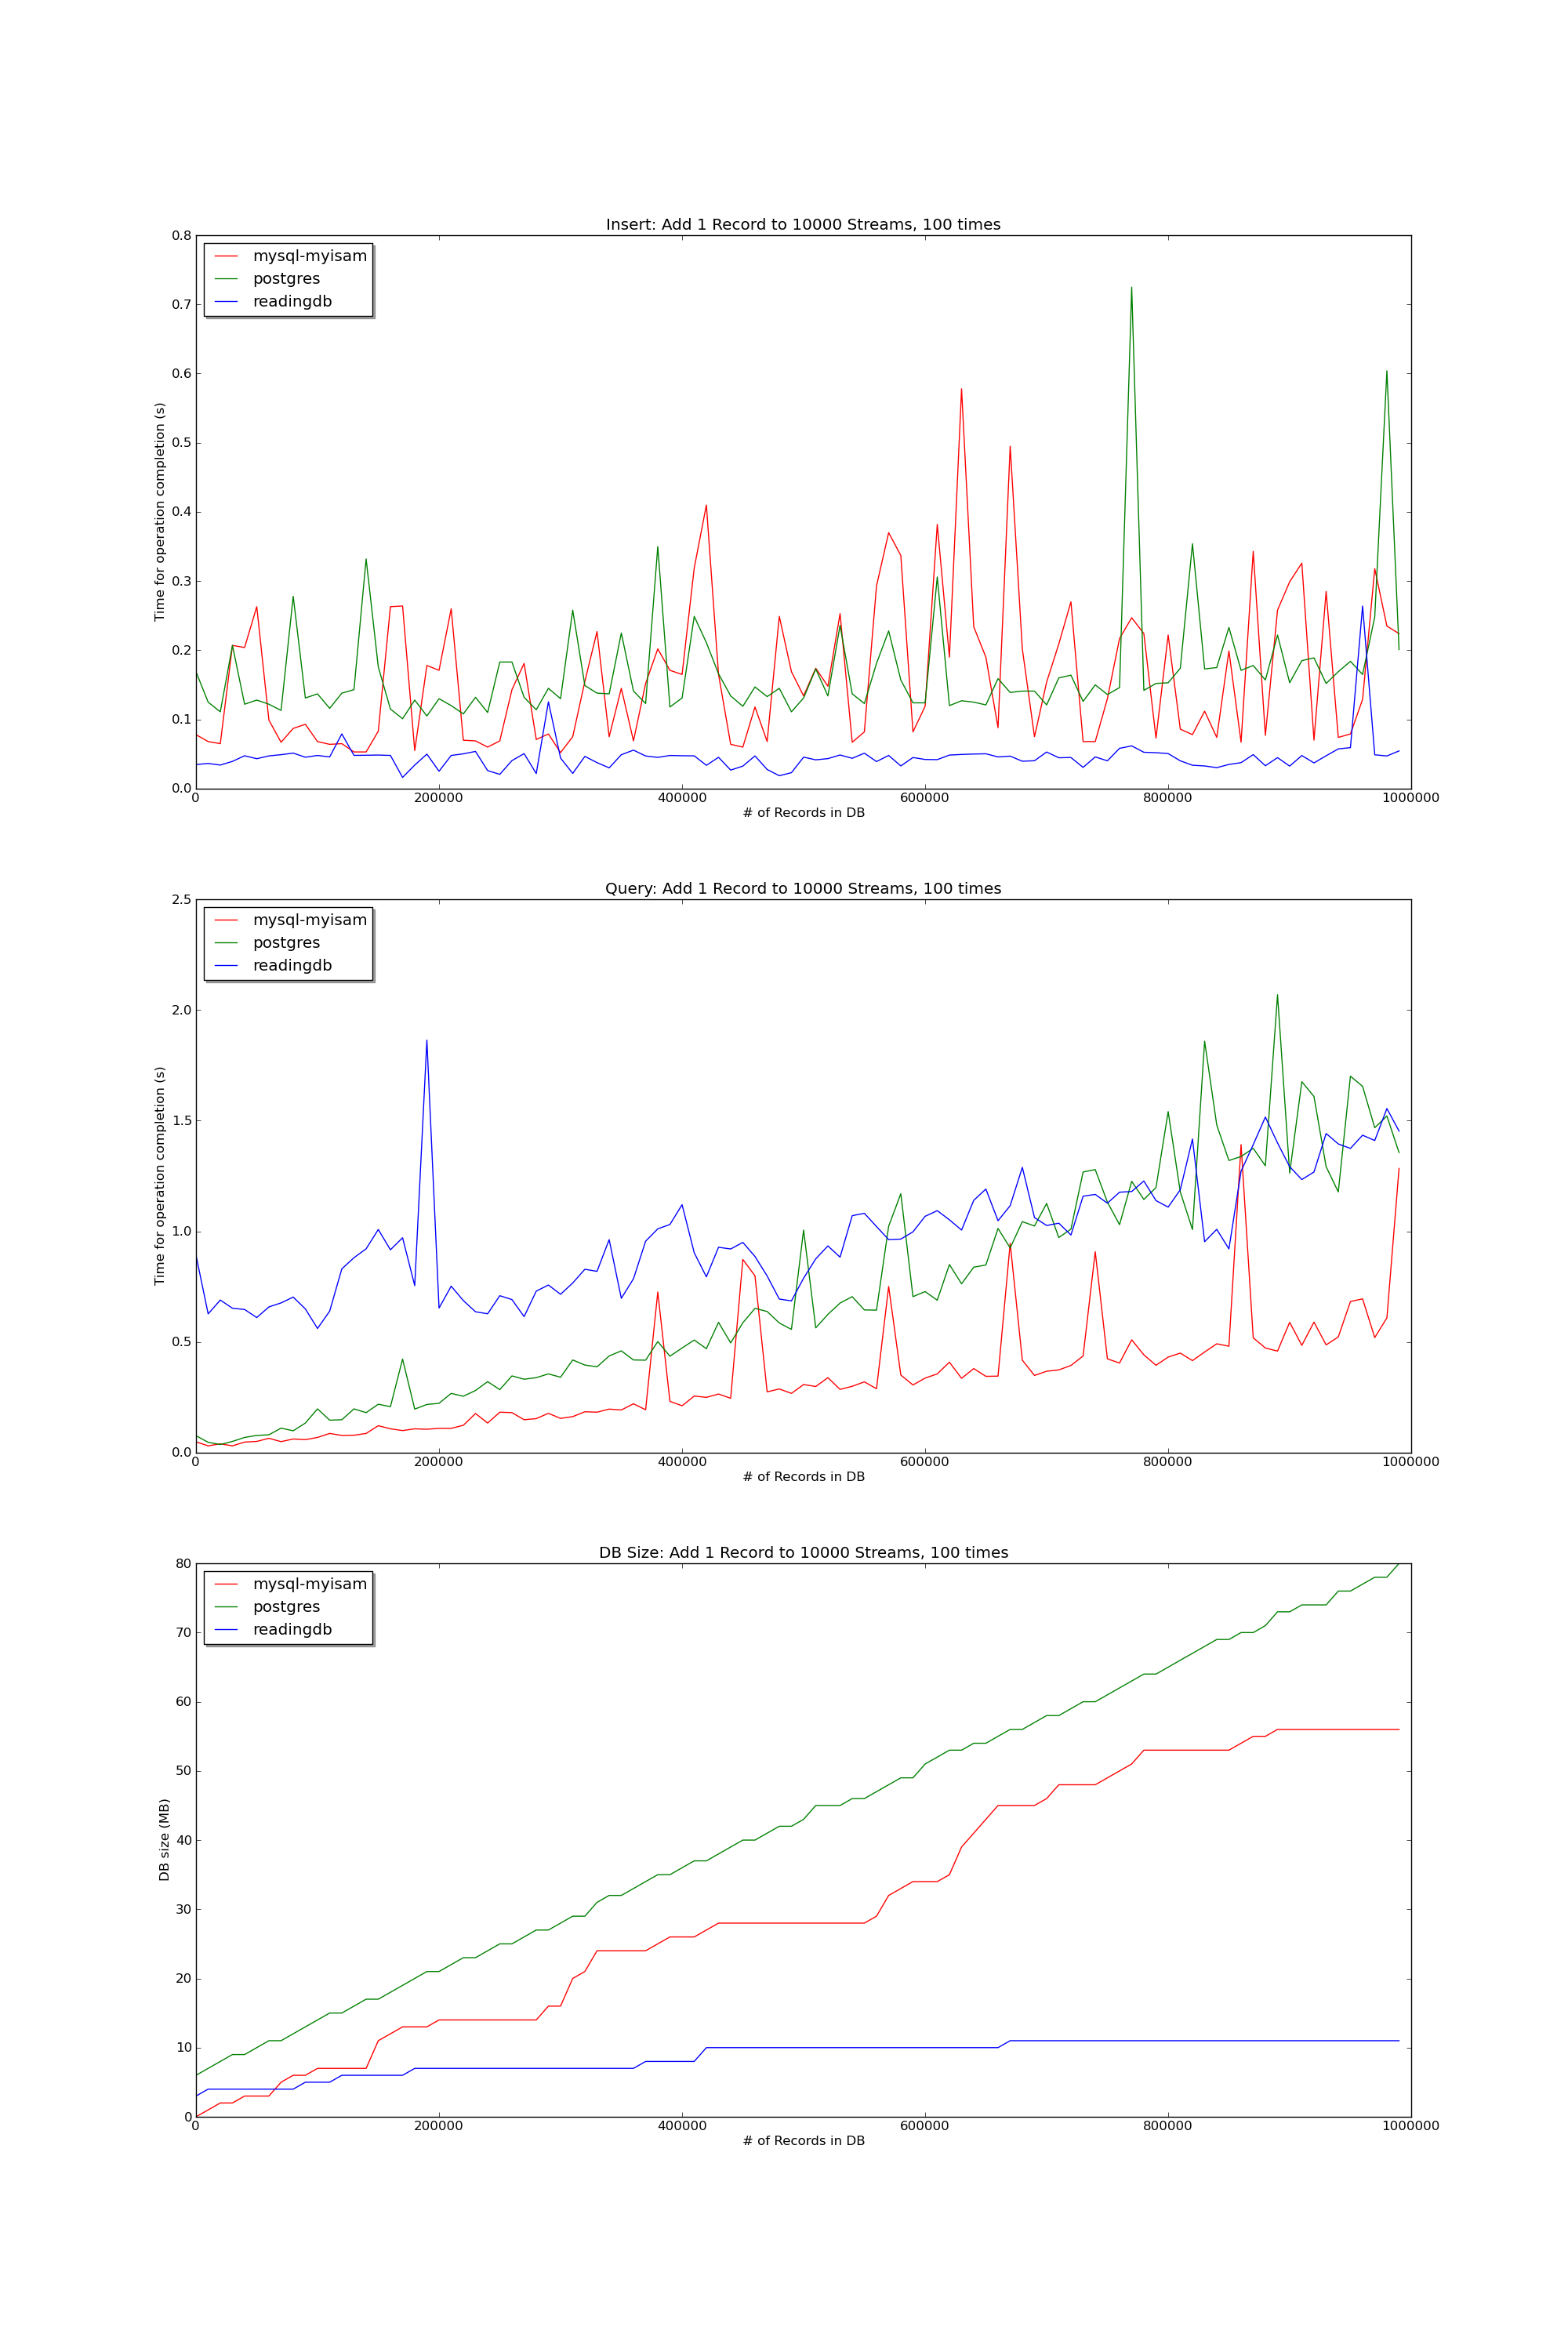 Insert: Add 1 Record to 10000 Streams, 100 times
0.8
0.7
0.6
0.5
0.4
0.3
0.2
0.1
0.0
Time for operation completion (s)
mysql-myisam
postgres
readingdb
0 200000 400000 600000 800000 1000000
# of Records in DB
Query: Add 1 Record to 10000 Streams, 100 times
2.5
2.0
1.5
1.0
0.5
0.0
Time for operation completion (s)
mysql-myisam
postgres
readingdb
0 200000 400000 600000 800000 1000000
# of Records in DB
DB Size: Add 1 Record to 10000 Streams, 100 times
80
70
60
50
40
30
20
10
0
DB size (MB)
mysql-myisam
postgres
readingdb
0 200000 400000 600000 800000 1000000
# of Records in DB